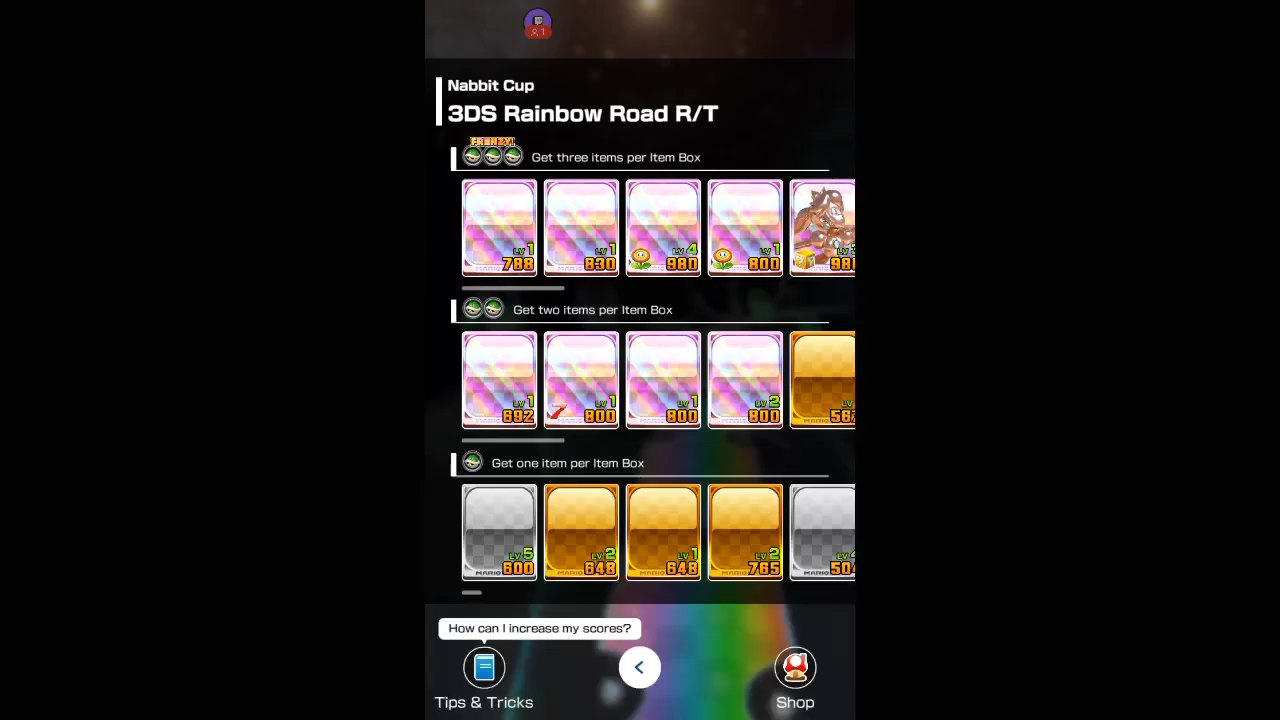 1
Nabbit Cup
3DS Rainbow Road R/T
FRENZY!
Get three items per Item Box
LV 1 LV 1 LV 4 LV 1
788 830 980 800
Get two items per Item Box
LV 1 LV 1 LV 1 LV 2
692 800 800 800
Get one item per Item Box
LV 5 LV 2 LV 1 LV 2
MARIO
600 648 648 765
How can I increase my scores?
Tips & Tricks
Shop